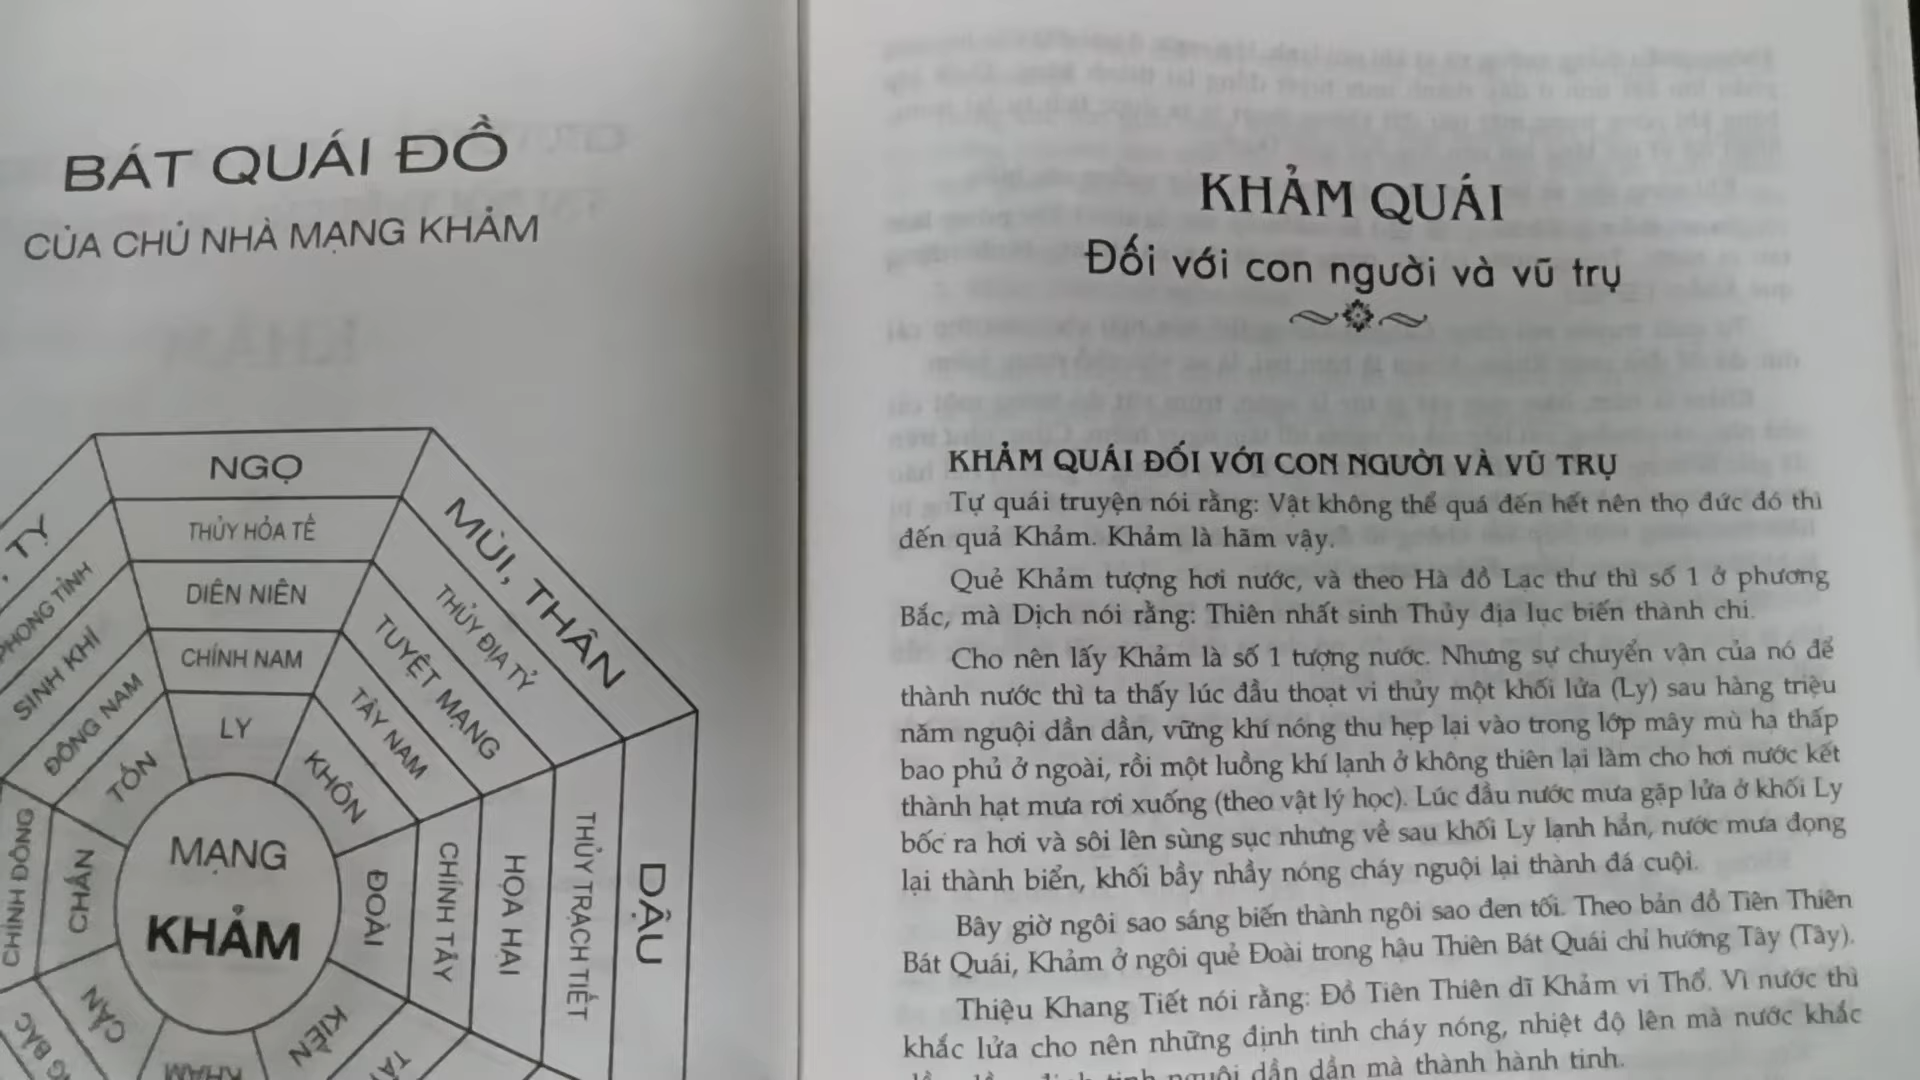 BÁT QUÁI ĐỒ
CỦA CHỦ NHÀ MẠNG KHẢM
NGỌ
THỦY HỎA TỀ
DIÊN NIÊN
CHÍNH NAM
LY
MÙI, THÂN
THỦY ĐỊA TỶ
TUYỆT MẠNG
TÂY NAM
KHÔN
DẬU
THỦY TRẠCH TIẾT
HỌA HẠI
CHÍNH TÂY
ĐOÀI
KIỀN
KHẢM
CẤN
BẮC
CHẤN
CHÍNH ĐÔNG
TỐN
ĐÔNG NAM
SINH KHÍ
PHONG TỈNH
TỴ
MẠNG
KHẢM
KHẢM QUÁI
Đối với con người và vũ trụ
KHẢM QUÁI ĐỐI VỚI CON NGƯỜI VÀ VŨ TRỤ
Tự quái truyện nói rằng: Vật không thể quá đến hết nên thọ đức đó thì
đến quả Khảm. Khảm là hãm vậy.
Quẻ Khảm tượng hơi nước, và theo Hà đồ Lạc thư thì số 1 ở phương
Bắc, mà Dịch nói rằng: Thiên nhất sinh Thủy địa lục biến thành chi.
Cho nên lấy Khảm là số 1 tượng nước. Nhưng sự chuyển vận của nó để
thành nước thì ta thấy lúc đầu thoạt vi thủy một khối lửa (Ly) sau hàng triệu
năm nguội dần dần, vững khí nóng thu hẹp lại vào trong lớp mây mù hạ thấp
bao phủ ở ngoài, rồi một luồng khí lạnh ở không thiên lại làm cho hơi nước kết
thành hạt mưa rơi xuống (theo vật lý học). Lúc đầu nước mưa gặp lửa ở khối Ly
bốc ra hơi và sôi lên sùng sục nhưng về sau khối Ly lạnh hẳn, nước mưa đọng
lại thành biển, khối bầy nhầy nóng cháy nguội lại thành đá cuội.
Bây giờ ngôi sao sáng biến thành ngôi sao đen tối. Theo bản đồ Tiên Thiên
Bát Quái, Khảm ở ngôi quẻ Đoài trong hậu Thiên Bát Quái chỉ hướng Tây (Tây).
Thiệu Khang Tiết nói rằng: Đồ Tiên Thiên dĩ Khảm vi Thổ. Vì nước thì
khắc lửa cho nên những định tinh cháy nóng, nhiệt độ lên mà nước khắc
định tinh nguội dần dần mà thành hành tinh.